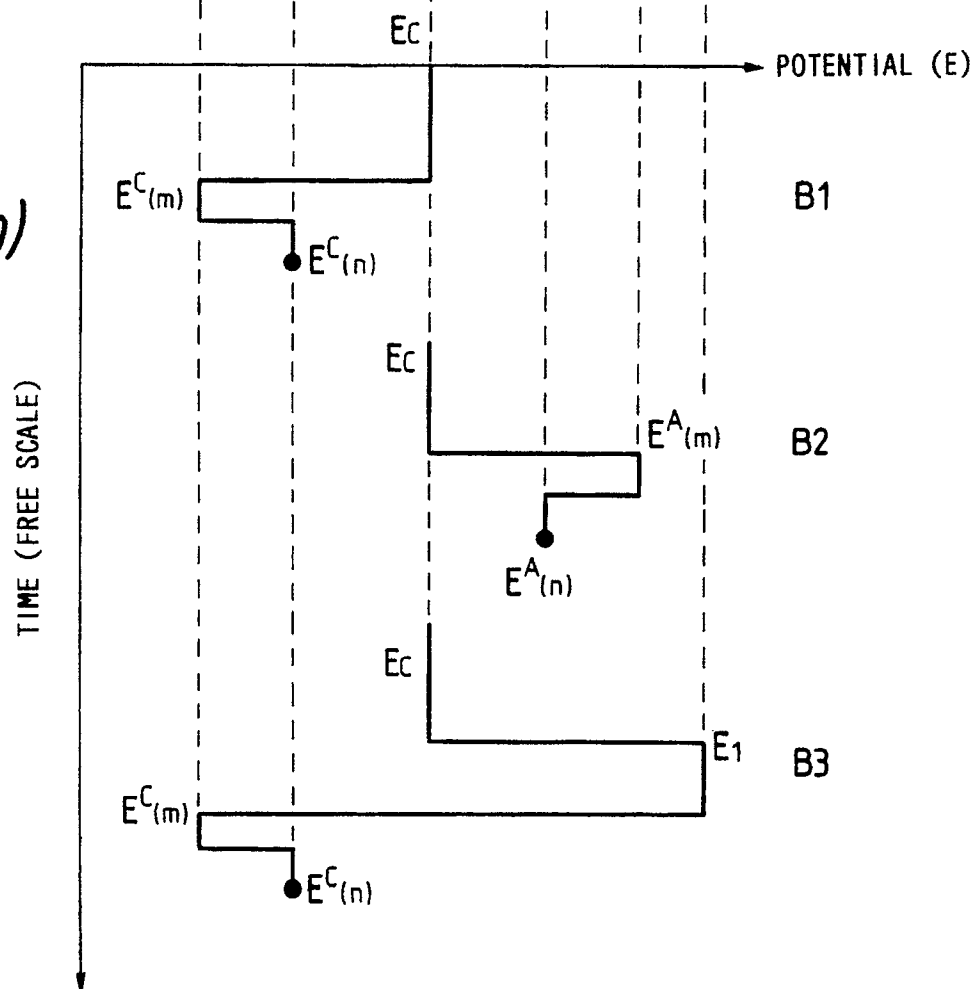 Ec
POTENTIAL (E)
E^C(m)
B1
E^C(n)
Ec
E^A(m)
B2
E^A(n)
TIME (FREE SCALE)
Ec
E1
B3
E^C(m)
E^C(n)